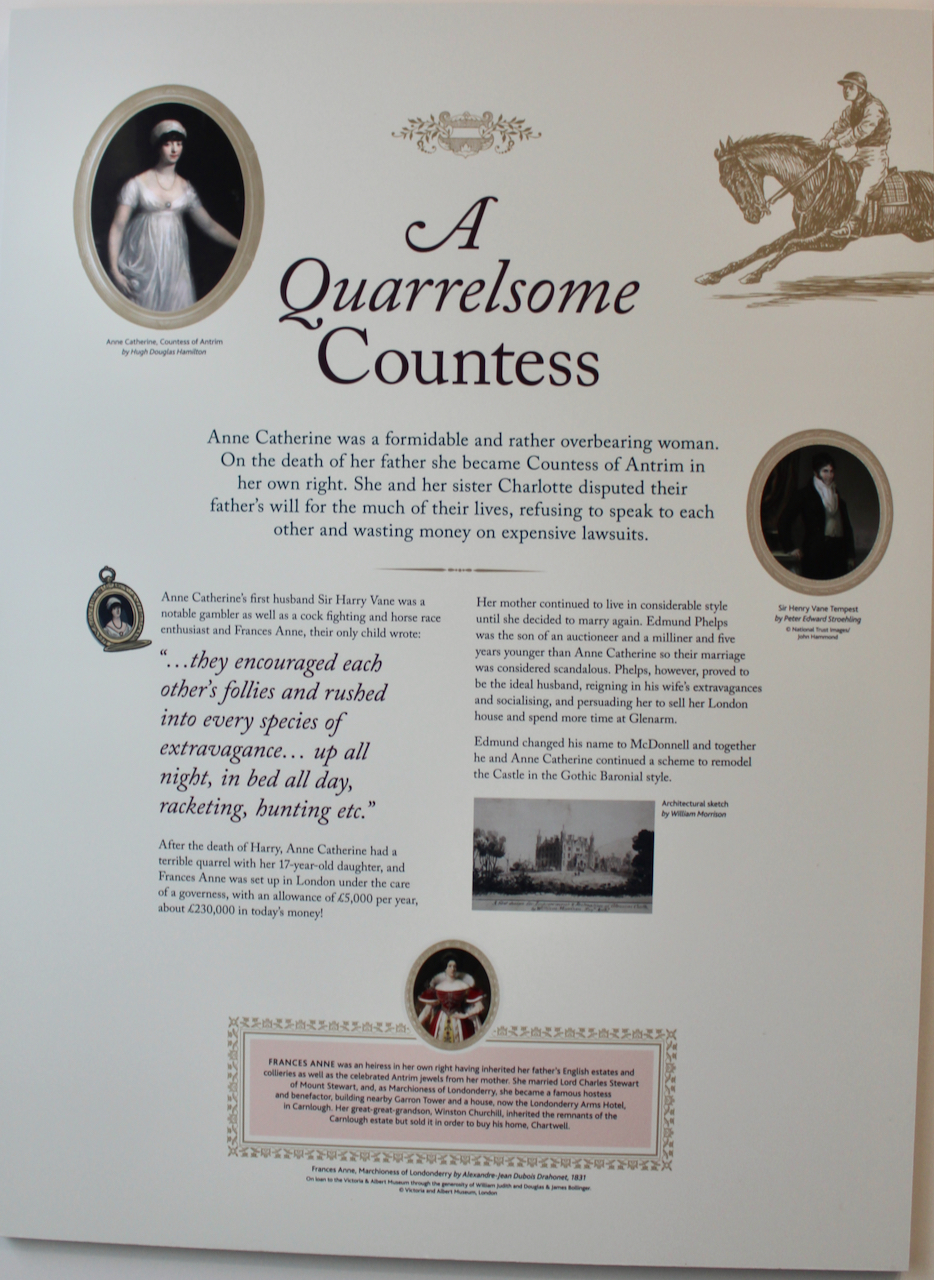 Anne Catherine, Countess of Antrim
by Hugh Douglas Hamilton
A
Quarrelsome
Countess
Anne Catherine was a formidable and rather overbearing woman.
On the death of her father she became Countess of Antrim in
her own right. She and her sister Charlotte disputed their
father's will for the much of their lives, refusing to speak to each
other and wasting money on expensive lawsuits.
Sir Henry Vane Tempest
by Peter Edward Stroehling
© National Trust Images/
John Hammond
Anne Catherine's first husband Sir Harry Vane was a
notable gambler as well as a cock fighting and horse race
enthusiast and Frances Anne, their only child wrote:
“…they encouraged each
other's follies and rushed
into every species of
extravagance… up all
night, in bed all day,
racketing, hunting etc.”
After the death of Harry, Anne Catherine had a
terrible quarrel with her 17-year-old daughter, and
Frances Anne was set up in London under the care
of a governess, with an allowance of £5,000 per year,
about £230,000 in today's money!
Her mother continued to live in considerable style
until she decided to marry again. Edmund Phelps
was the son of an auctioneer and a milliner and five
years younger than Anne Catherine so their marriage
was considered scandalous. Phelps, however, proved to
be the ideal husband, reigning in his wife's extravagances
and socialising, and persuading her to sell her London
house and spend more time at Glenarm.
Edmund changed his name to McDonnell and together
he and Anne Catherine continued a scheme to remodel
the Castle in the Gothic Baronial style.
Architectural sketch
by William Morrison
FRANCES ANNE was an heiress in her own right having inherited her father's English estates and
collieries as well as the celebrated Antrim jewels from her mother. She married Lord Charles Stewart
of Mount Stewart, and, as Marchioness of Londonderry, she became a famous hostess
and benefactor, building nearby Garron Tower and a house, now the Londonderry Arms Hotel,
in Carnlough. Her great-great-grandson, Winston Churchill, inherited the remnants of the
Carnlough estate but sold it in order to buy his home, Chartwell.
Frances Anne, Marchioness of Londonderry by Alexandre-Jean Dubois Drahonet, 1831
On loan to the Victoria & Albert Museum through the generosity of William Judith and Douglas & James Bollinger.
© Victoria and Albert Museum, London